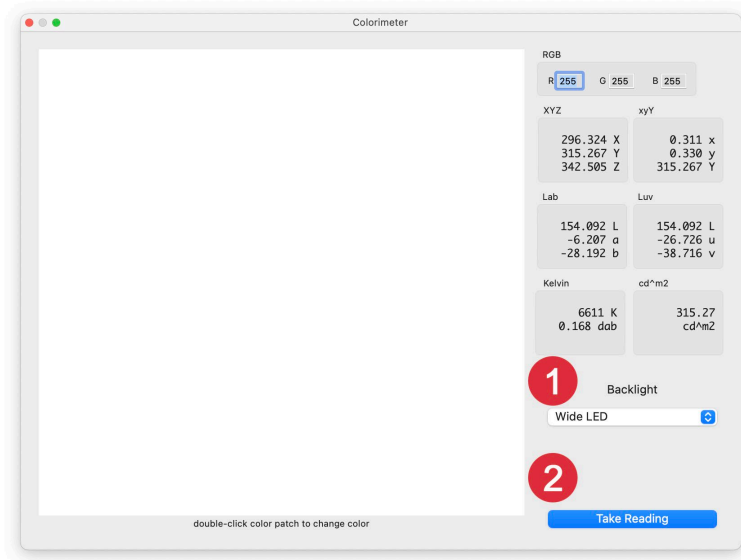 Colorimeter
RGB
R 255 G 255 B 255
XYZ
296.324 X
315.267 Y
342.505 Z
xyY
0.311 x
0.330 y
315.267 Y
Lab
154.092 L
-6.207 a
-28.192 b
Luv
154.092 L
-26.726 u
-38.716 v
Kelvin
6611 K
0.168 dab
cd^m2
315.27
cd^m2
1
Backlight
Wide LED
2
Take Reading
double-click color patch to change color